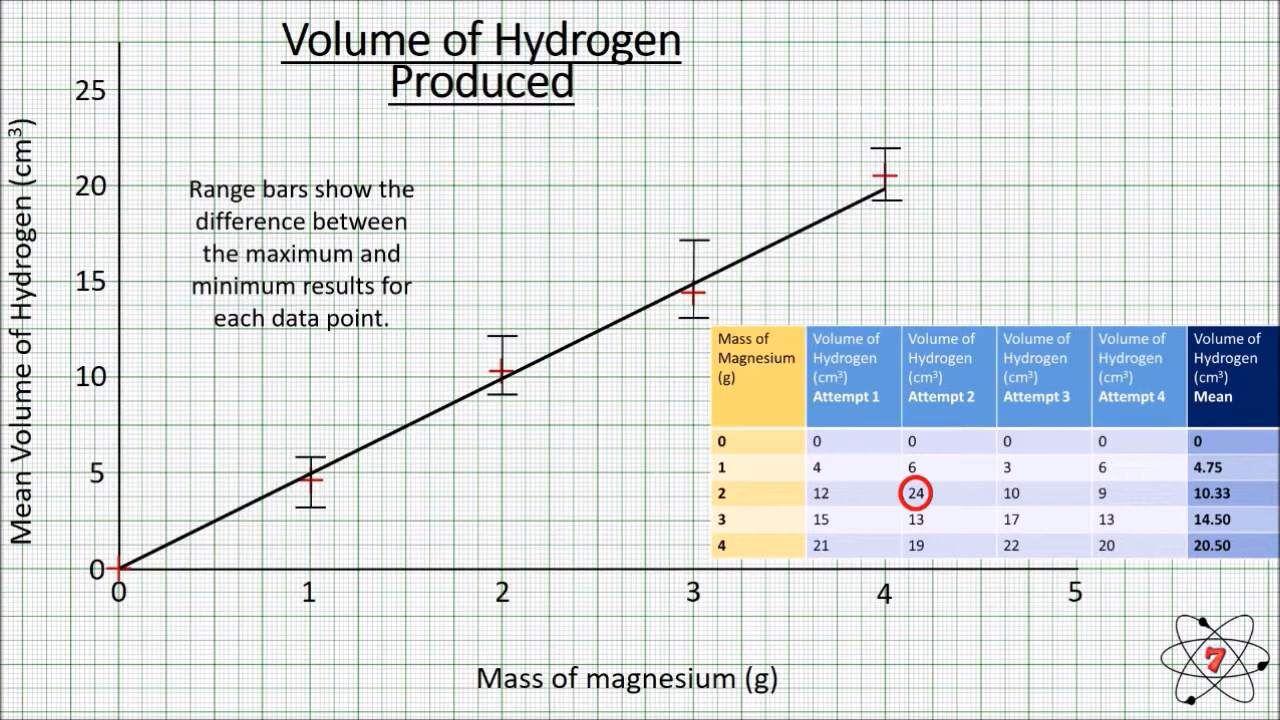 Volume of Hydrogen
Produced
Mean Volume of Hydrogen (cm³)
25
20
15
10
5
0
Range bars show the
difference between
the maximum and
minimum results for
each data point.
0 1 2 3 4 5
Mass of magnesium (g)
Mass of Magnesium (g) Volume of Hydrogen (cm³) Attempt 1 Volume of Hydrogen (cm³) Attempt 2 Volume of Hydrogen (cm³) Attempt 3 Volume of Hydrogen (cm³) Attempt 4 Volume of Hydrogen (cm³) Mean
0 0 0 0 0 0
1 4 6 3 6 4.75
2 12 24 10 9 10.33
3 15 13 17 13 14.50
4 21 19 22 20 20.50
7